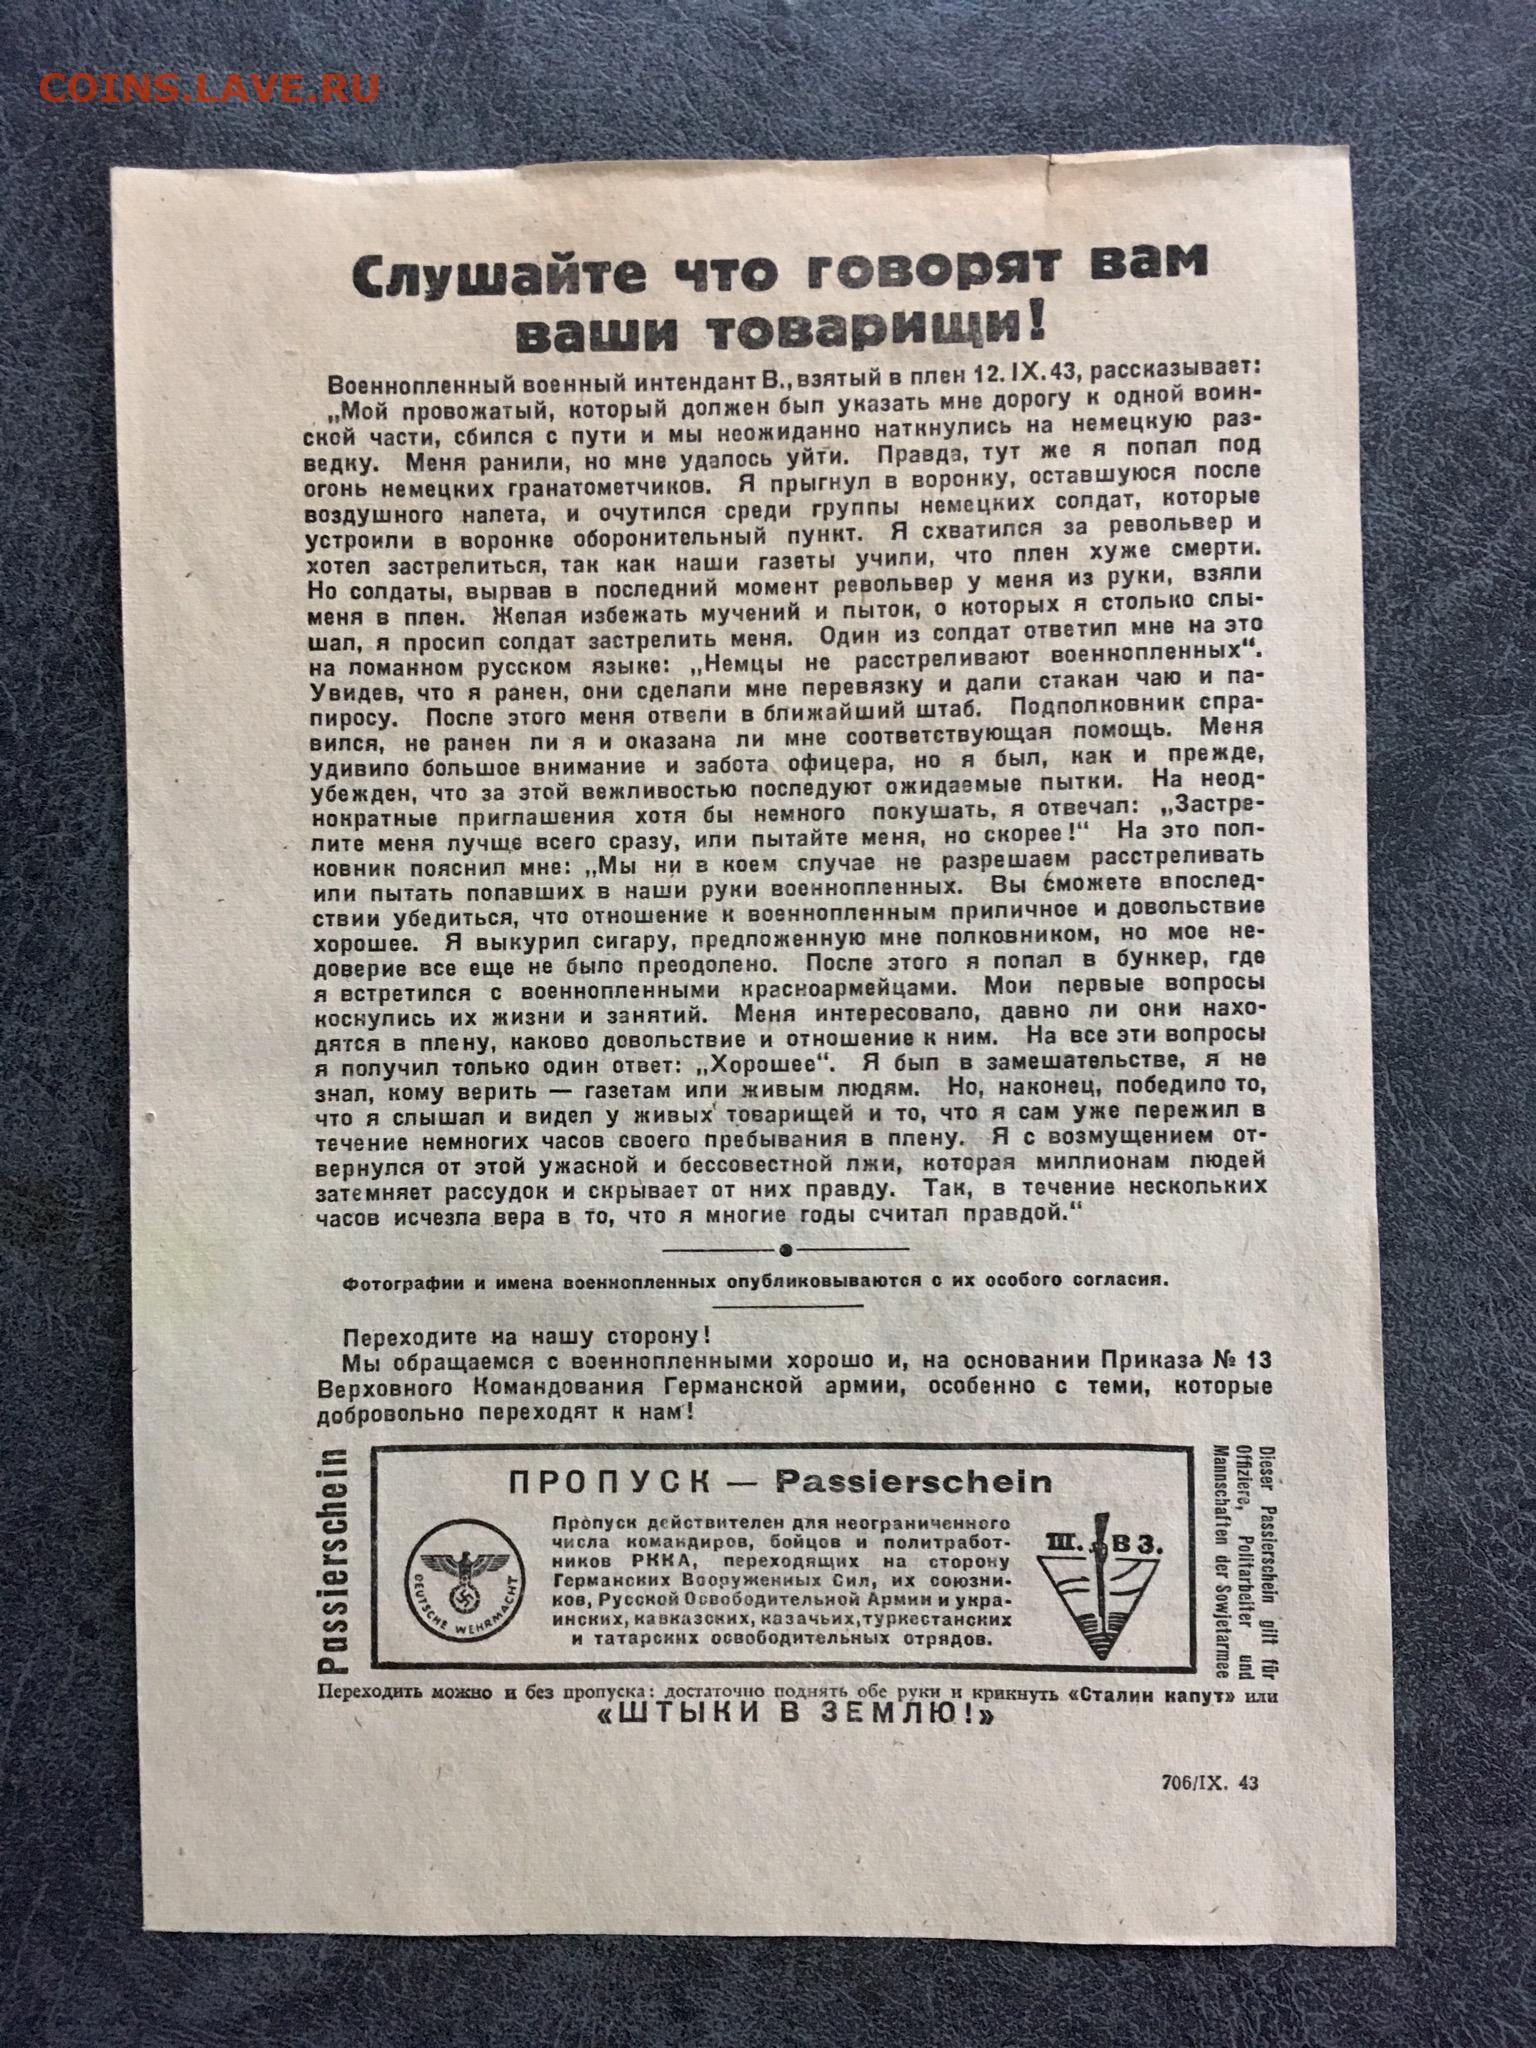 COINS.LAVE.RU
Слушайте что говорят вам
ваши товарищи!
Военнопленный военный интендант В., взятый в плен 12. IX. 43, рассказывает:
„Мой провожатый, который должен был указать мне дорогу к одной воин-
ской части, сбился с пути и мы неожиданно наткнулись на немецкую раз-
ведку. Меня ранили, но мне удалось уйти. Правда, тут же я попал под
огонь немецких гранатометчиков. Я прыгнул в воронку, оставшуюся после
воздушного налета, и очутился среди группы немецких солдат, которые
устроили в воронке оборонительный пункт. Я схватился за револьвер и
хотел застрелиться, так как наши газеты учили, что плен хуже смерти.
Но солдаты, вырвав в последний момент револьвер у меня из руки, взяли
меня в плен. Желая избежать мучений и пыток, о которых я столько слы-
шал, я просил солдат застрелить меня. Один из солдат ответил мне на это
на ломанном русском языке: „Немцы не расстреливают военнопленных“.
Увидев, что я ранен, они сделали мне перевязку и дали стакан чаю и па-
пиросу. После этого меня отвели в ближайший штаб. Подполковник спра-
вился, не ранен ли я и оказана ли мне соответствующая помощь. Меня
удивило большое внимание и забота офицера, но я был, как и прежде,
убежден, что за этой вежливостью последуют ожидаемые пытки. На неод-
нократные приглашения хотя бы немного покушать, я отвечал: „Застре-
лите меня лучще всего сразу, или пытайте меня, но скорее!“ На это пол-
ковник пояснил мне: „Мы ни в коем случае не разрешаем расстреливать
или пытать попавших в наши руки военнопленных. Вы сможете впослед-
ствии убедиться, что отношение к военнопленным приличное и довольствие
хорошее. Я выкурил сигару, предложенную мне полковником, но мое не-
доверие все еще не было преодолено. После этого я попал в бункер, где
я встретился с военнопленными красноармейцами. Мои первые вопросы
коснулись их жизни и занятий. Меня интересовало, давно ли они нахо-
дятся в плену, каково довольствие и отношение к ним. На все эти вопросы
я получил только один ответ: „Хорошее“. Я был в замешательстве, я не
знал, кому верить — газетам или живым людям. Но, наконец, победило то,
что я слышал и видел у живых товарищей и то, что я сам уже пережил в
течение немногих часов своего пребывания в плену. Я с возмущением от-
вернулся от этой ужасной и бессовестной лжи, которая миллионам людей
затемняет рассудок и скрывает от них правду. Так, в течение нескольких
часов исчезла вера в то, что я многие годы считал правдой.“
Фотографии и имена военнопленных опубликовываются с их особого согласия.
Переходите на нашу сторону!
Мы обращаемся с военнопленными хорошо и, на основании Приказа № 13
Верховного Командования Германской армии, особенно с теми, которые
добровольно переходят к нам!
Passierschein
ПРОПУСК — Passierschein
DEUTSCHE WEHRMACHT
Пропуск действителен для неограниченного
числа командиров, бойцов и политработ-
ников РККА, переходящих на сторону
Германских Вооруженных Сил, их союзни-
ков, Русской Освободительной Армии и укра-
инских, кавказских, казачьих, туркестанских
и татарских освободительных отрядов.
Ш. В З.
Dieser Passierschein gilt für
Offiziere, Politarbeiter und
Mannschaften der Sowjetarmee
Переходить можно и без пропуска: достаточно поднять обе руки и крикнуть «Сталин капут» или
«ШТЫКИ В ЗЕМЛЮ!»
706/IX. 43